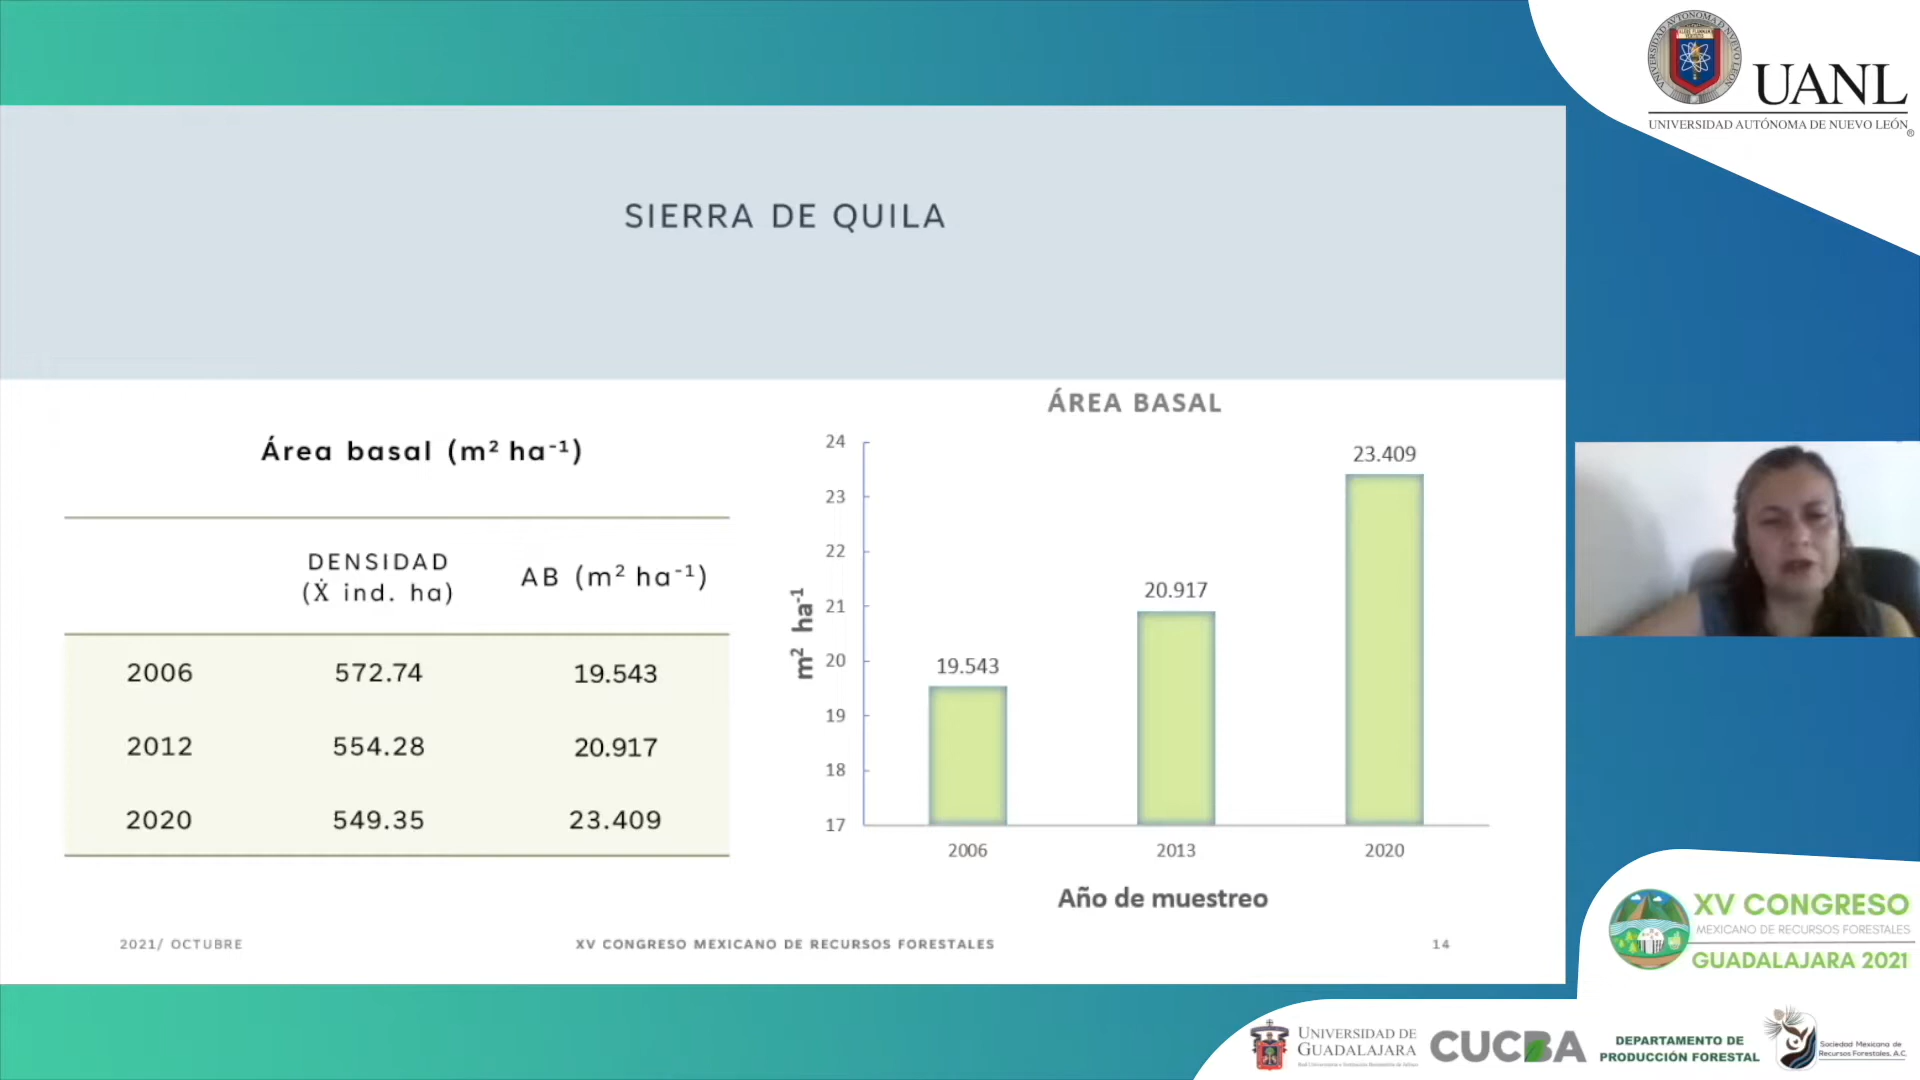 UANL
UNIVERSIDAD AUTÓNOMA DE NUEVO LEÓN
®
SIERRA DE QUILA
Área basal (m² ha⁻¹)
DENSIDAD
(Ẋ ind. ha)
AB (m² ha⁻¹)
2006 572.74 19.543
2012 554.28 20.917
2020 549.35 23.409
ÁREA BASAL
24
23
22
21
20
19
18
17
m² ha⁻¹
19.543
20.917
23.409
2006 2013 2020
Año de muestreo
2021/ OCTUBRE
XV CONGRESO MEXICANO DE RECURSOS FORESTALES
14
XV CONGRESO
MEXICANO DE RECURSOS FORESTALES
GUADALAJARA 2021
UNIVERSIDAD DE
GUADALAJARA
CUCBA
DEPARTAMENTO DE
PRODUCCIÓN FORESTAL
Sociedad Mexicana de
Recursos Forestales, A.C.